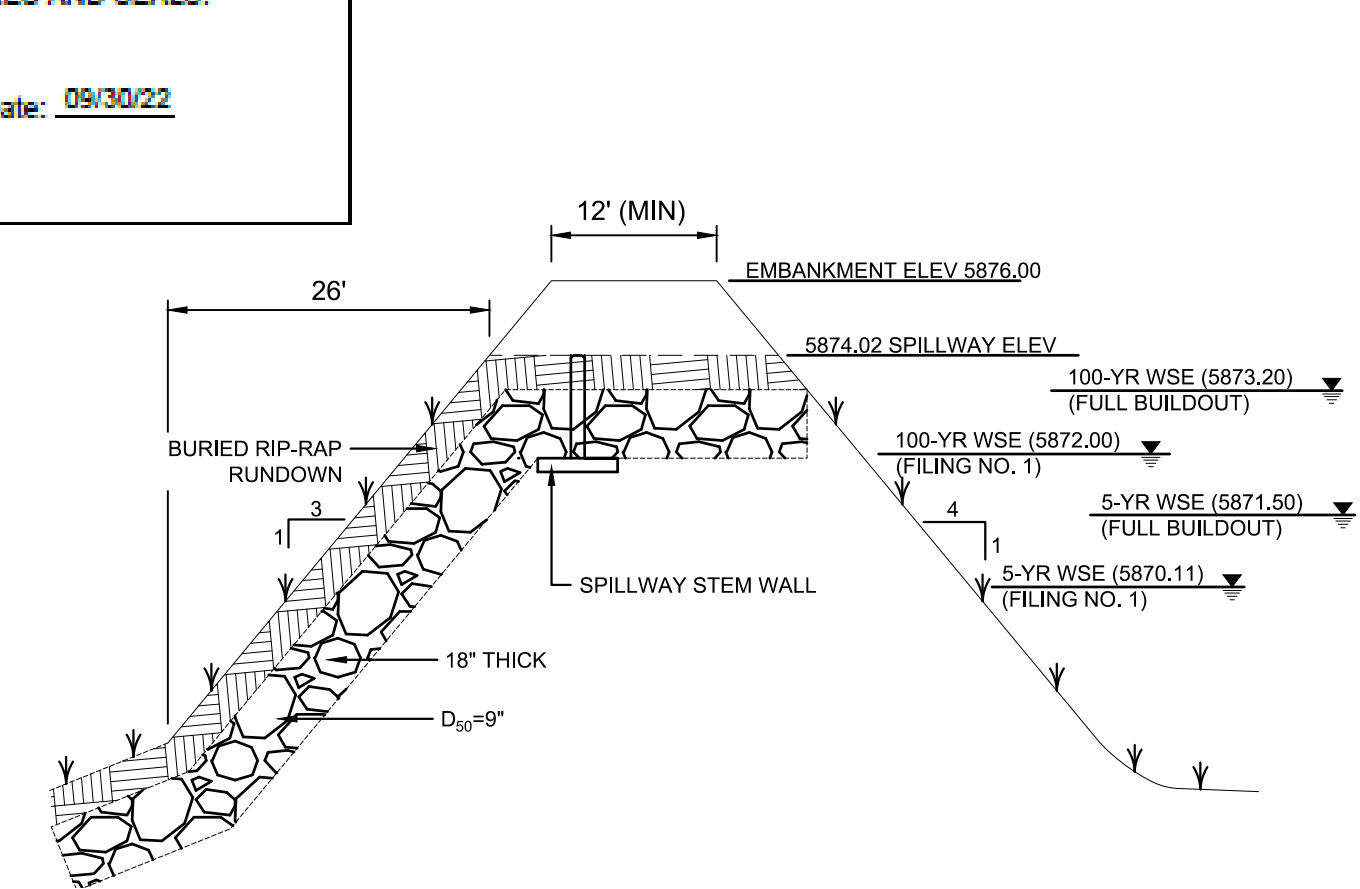 ate: 09/30/22
12' (MIN)
EMBANKMENT ELEV 5876.00
26'
5874.02 SPILLWAY ELEV
100-YR WSE (5873.20)
(FULL BUILDOUT)
BURIED RIP-RAP
RUNDOWN
100-YR WSE (5872.00)
(FILING NO. 1)
3
1
4
1
5-YR WSE (5871.50)
(FULL BUILDOUT)
5-YR WSE (5870.11)
(FILING NO. 1)
SPILLWAY STEM WALL
18" THICK
D50=9"